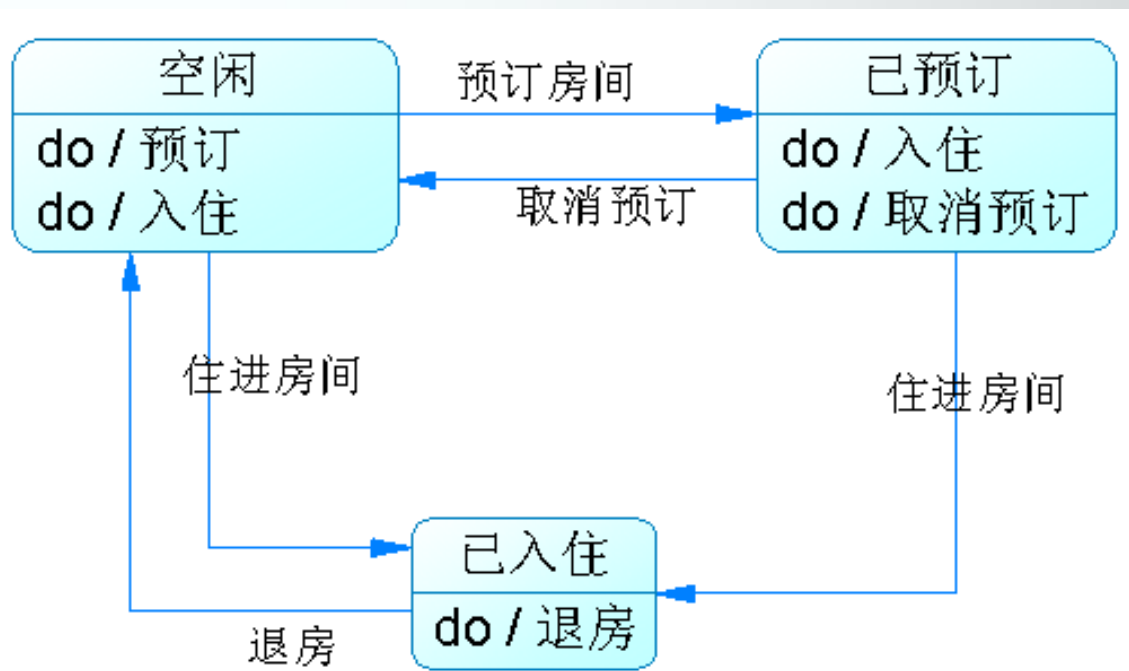 空闲
do / 预订
do / 入住
预订房间
取消预订
已预订
do / 入住
do / 取消预订
住进房间
住进房间
已入住
do / 退房
退房